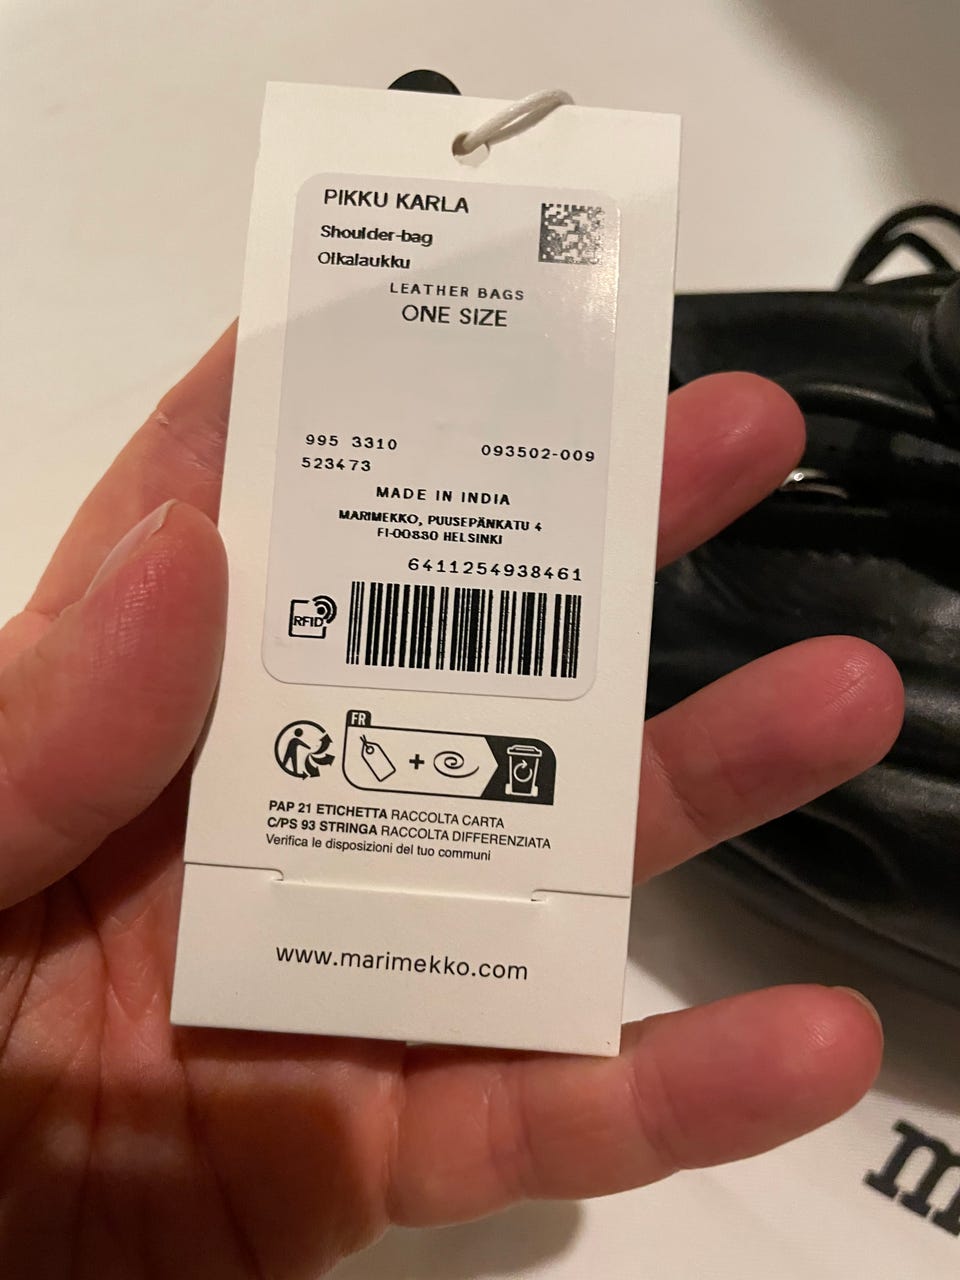 PIKKU KARLA
Shoulder-bag
Olkalaukku
LEATHER BAGS
ONE SIZE
995 3310
093502-009
523473
MADE IN INDIA
MARIMEKKO, PUUSEPÄNKATU 4
FI-00880 HELSINKI
6411254938461
RFID
FR
PAP 21 ETICHETTA RACCOLTA CARTA
C/PS 93 STRINGA RACCOLTA DIFFERENZIATA
Verifica le disposizioni del tuo communi
www.marimekko.com
m